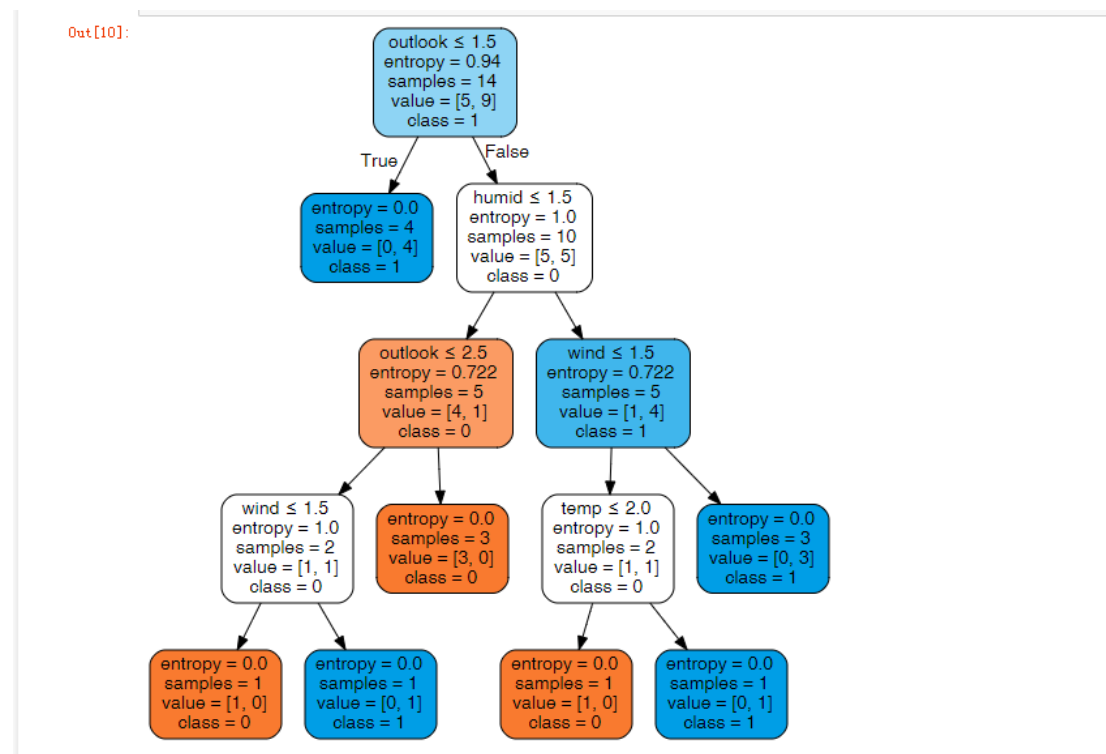 Out[10]:
outlook ≤ 1.5
entropy = 0.94
samples = 14
value = [5, 9]
class = 1
True
False
entropy = 0.0
samples = 4
value = [0, 4]
class = 1
humid ≤ 1.5
entropy = 1.0
samples = 10
value = [5, 5]
class = 0
outlook ≤ 2.5
entropy = 0.722
samples = 5
value = [4, 1]
class = 0
wind ≤ 1.5
entropy = 0.722
samples = 5
value = [1, 4]
class = 1
wind ≤ 1.5
entropy = 1.0
samples = 2
value = [1, 1]
class = 0
entropy = 0.0
samples = 3
value = [3, 0]
class = 0
temp ≤ 2.0
entropy = 1.0
samples = 2
value = [1, 1]
class = 0
entropy = 0.0
samples = 3
value = [0, 3]
class = 1
entropy = 0.0
samples = 1
value = [1, 0]
class = 0
entropy = 0.0
samples = 1
value = [0, 1]
class = 1
entropy = 0.0
samples = 1
value = [1, 0]
class = 0
entropy = 0.0
samples = 1
value = [0, 1]
class = 1